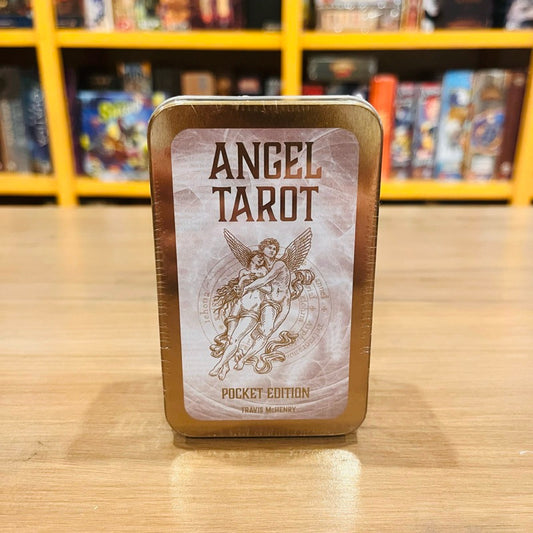 ANGEL
TAROT
POCKET EDITION
TRAVIS McHENRY